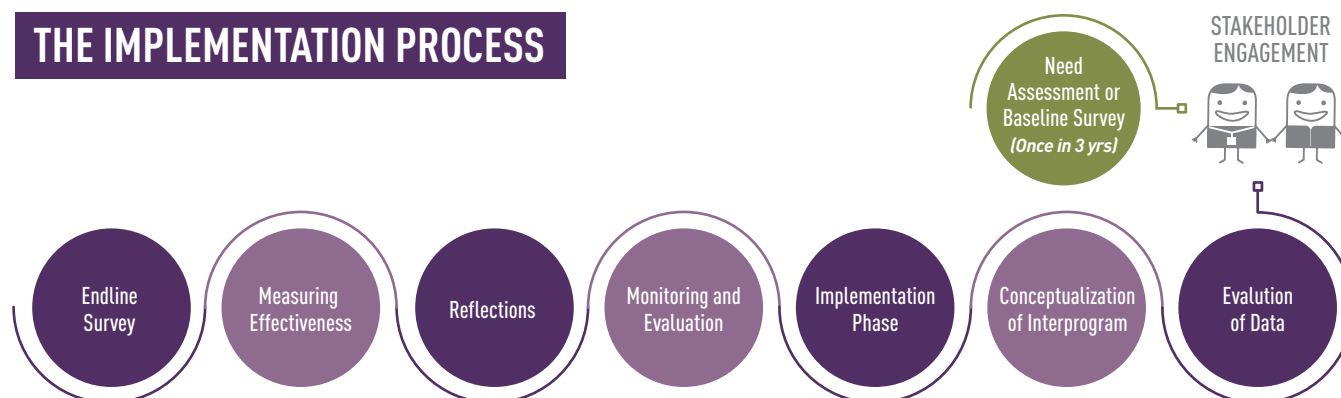 THE IMPLEMENTATION PROCESS
Need
Assessment or
Baseline Survey
(Once in 3 yrs)
STAKEHOLDER
ENGAGEMENT
Endline
Survey
Measuring
Effectiveness
Reflections
Monitoring and
Evaluation
Implementation
Phase
Conceptualization
of Interprogram
Evalution
of Data